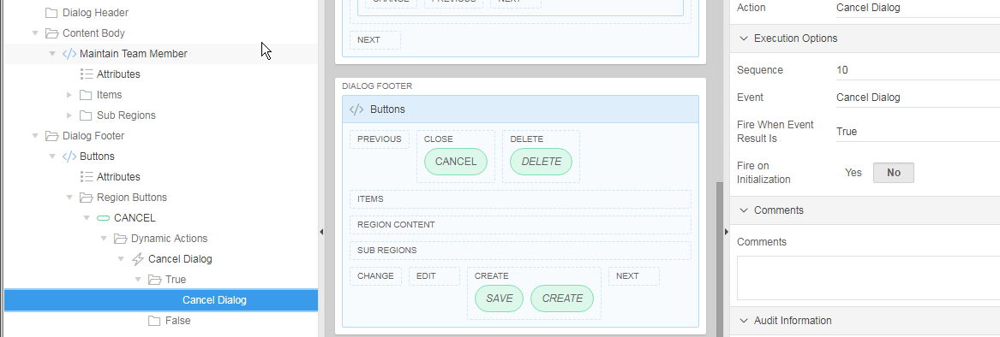 Dialog Header
Content Body
Maintain Team Member
Attributes
Items
Sub Regions
Dialog Footer
Buttons
Attributes
Region Buttons
CANCEL
Dynamic Actions
Cancel Dialog
True
Cancel Dialog
False
CHANGE PREVIOUS NEXT
NEXT
DIALOG FOOTER
Buttons
PREVIOUS CLOSE DELETE
CANCEL DELETE
ITEMS
REGION CONTENT
SUB REGIONS
CHANGE EDIT CREATE NEXT
SAVE CREATE
Action Cancel Dialog
Execution Options
Sequence 10
Event Cancel Dialog
Fire When Event
Result Is
True
Fire on
Initialization
Yes No
Comments
Comments
Audit Information